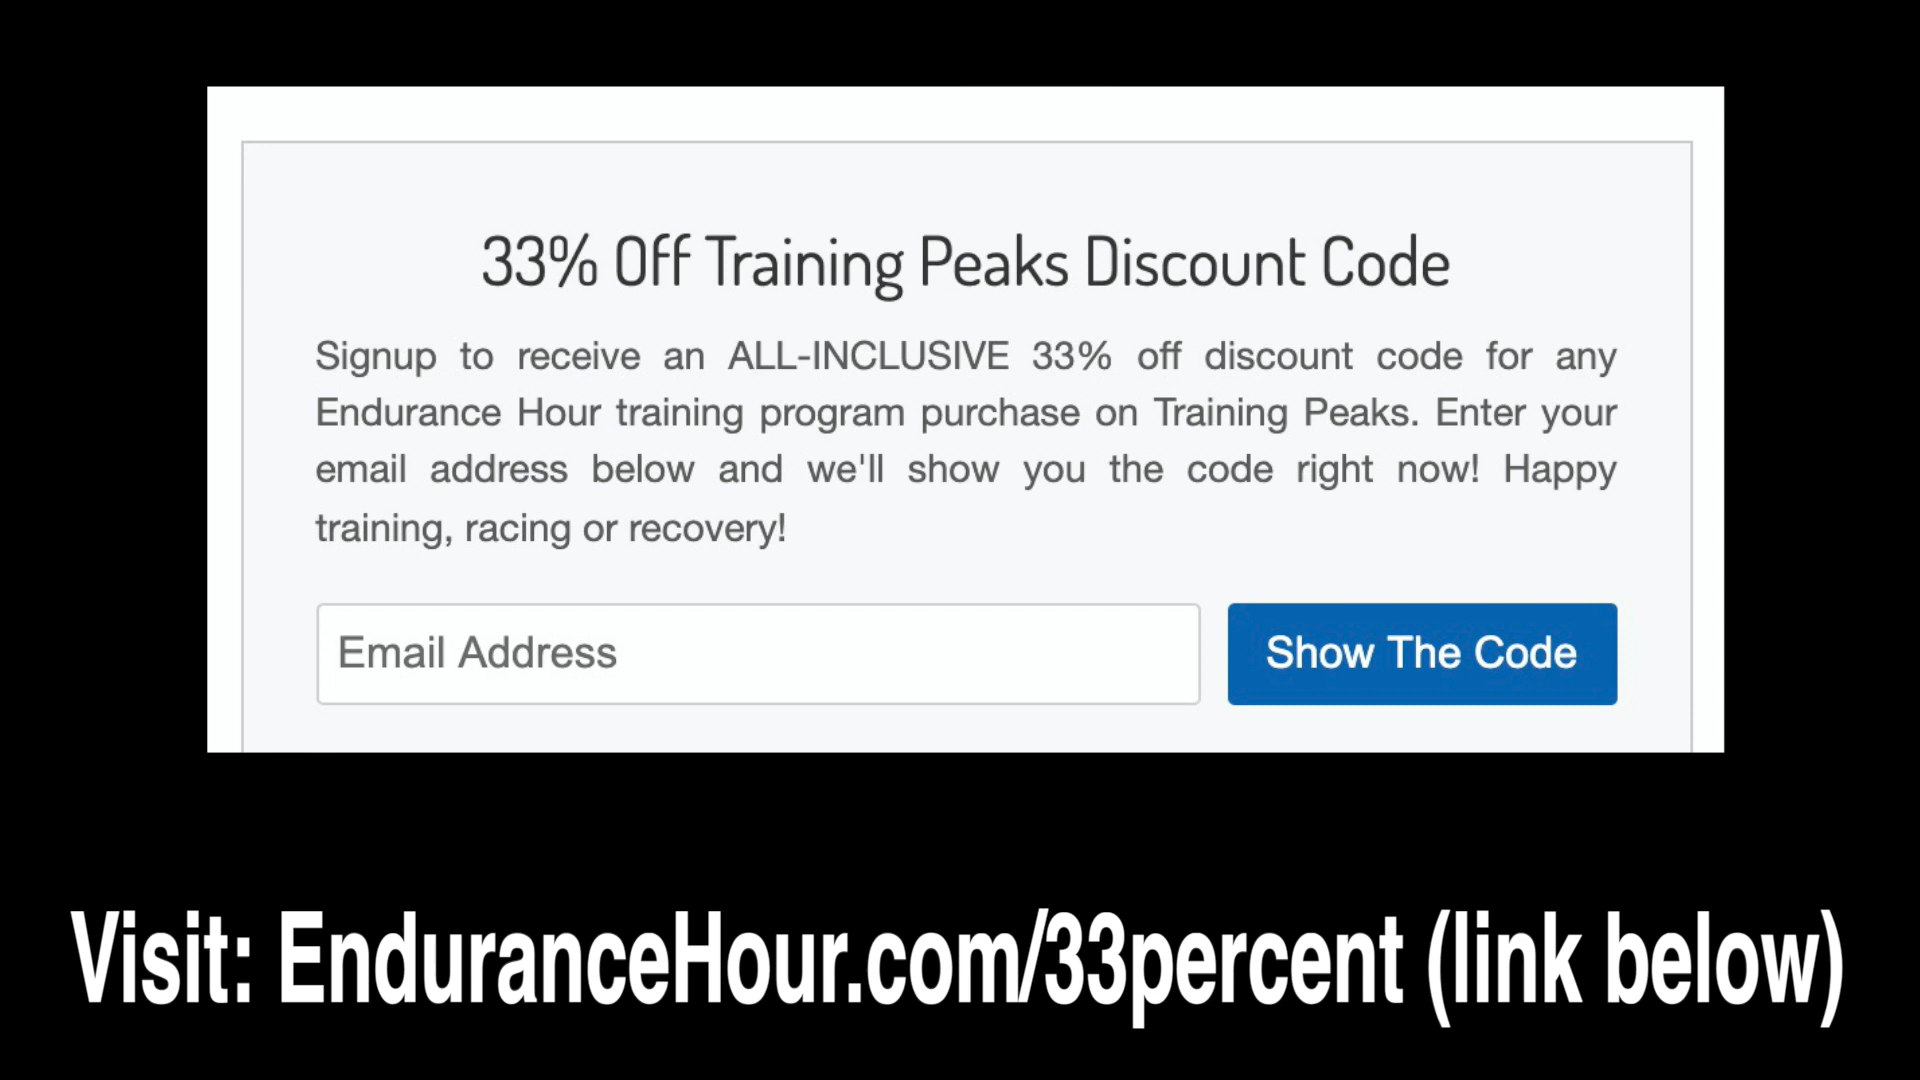 33% Off Training Peaks Discount Code
Signup to receive an ALL-INCLUSIVE 33% off discount code for any
Endurance Hour training program purchase on Training Peaks. Enter your
email address below and we'll show you the code right now! Happy
training, racing or recovery!
Email Address
Show The Code
Visit: EnduranceHour.com/33percent (link below)